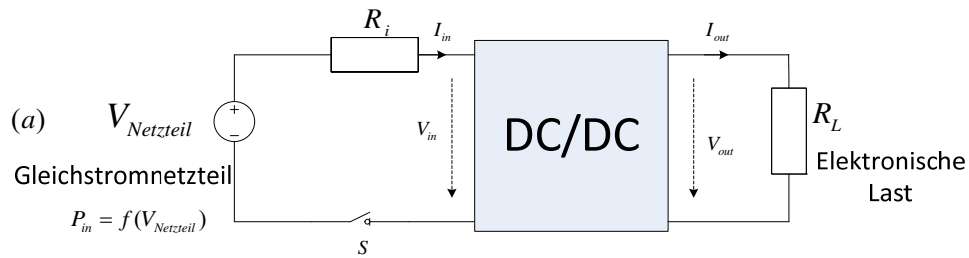 R_i
I_in
I_out
(a)
V_Netzteil
V_in
DC/DC
V_out
R_L
Gleichstromnetzteil
Elektronische
Last
P_in = f(V_Netzteil)
S
+
−